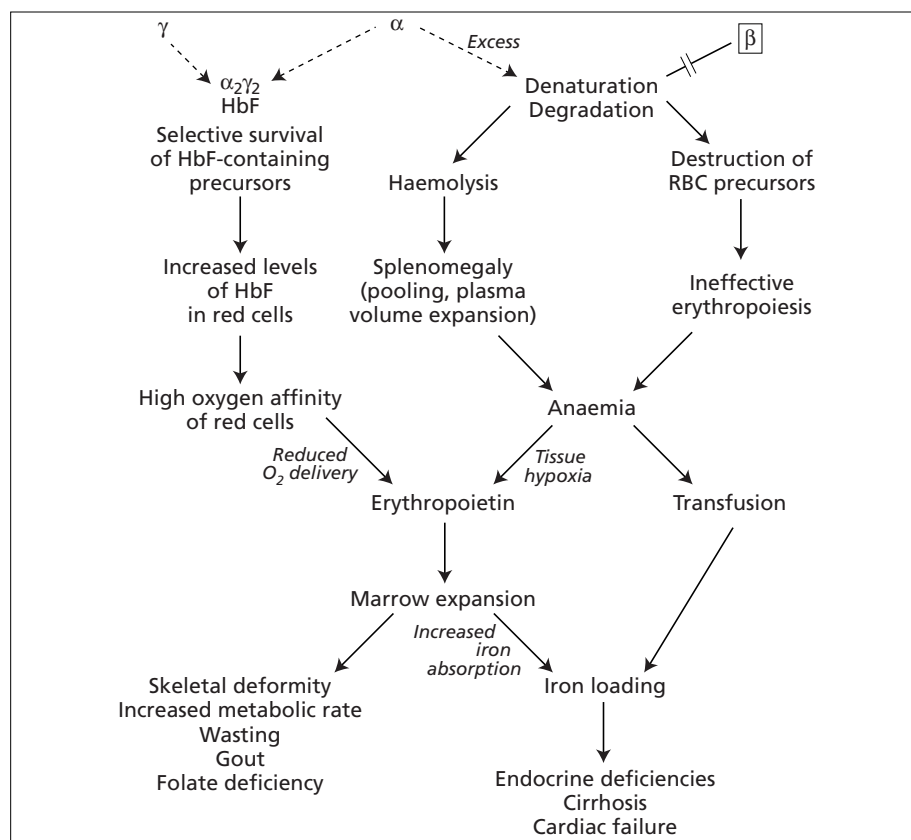 γ
α
Excess
β
α₂γ₂
HbF
Denaturation
Degradation
Selective survival
of HbF-containing
precursors
Haemolysis
Destruction of
RBC precursors
Increased levels
of HbF
in red cells
Splenomegaly
(pooling, plasma
volume expansion)
Ineffective
erythropoiesis
High oxygen affinity
of red cells
Anaemia
Reduced
O₂ delivery
Tissue
hypoxia
Erythropoietin
Transfusion
Marrow expansion
Increased
iron
absorption
Skeletal deformity
Increased metabolic rate
Wasting
Gout
Folate deficiency
Iron loading
Endocrine deficiencies
Cirrhosis
Cardiac failure